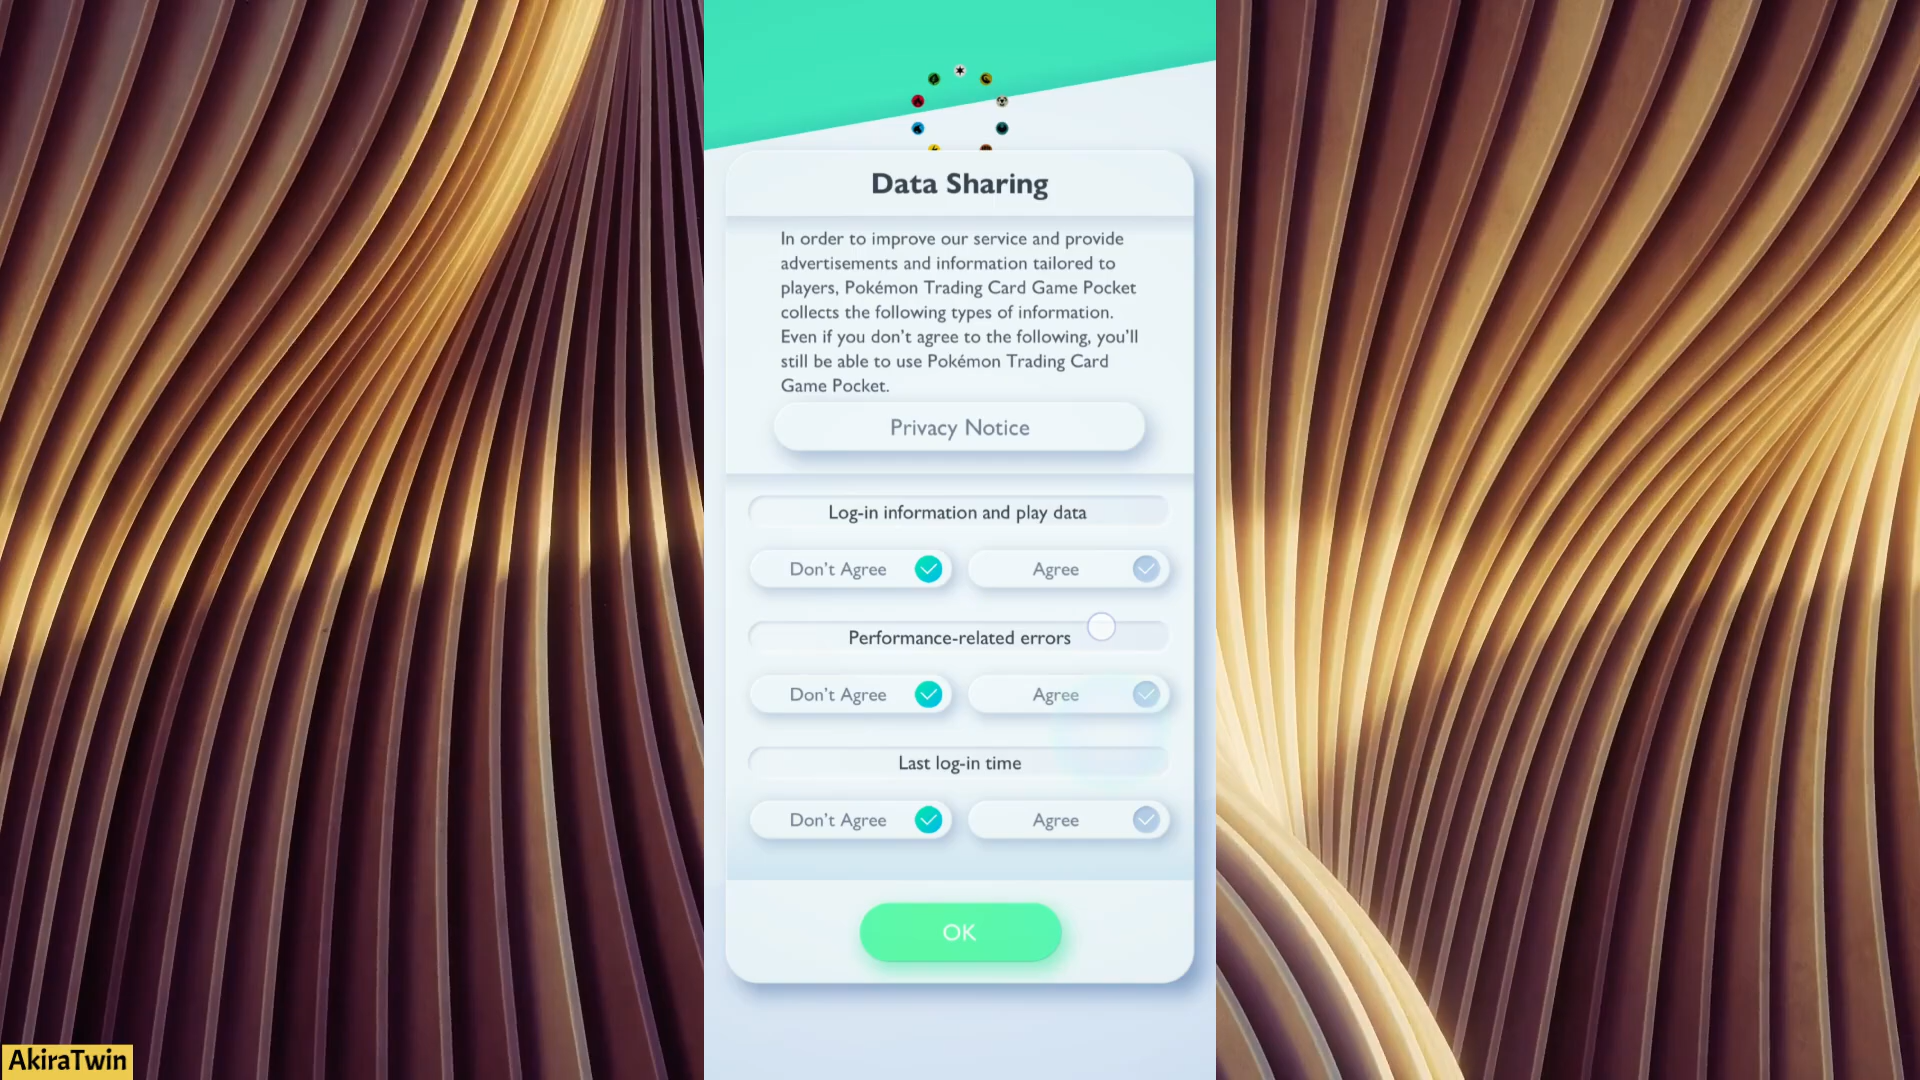 Data Sharing
In order to improve our service and provide
advertisements and information tailored to
players, Pokémon Trading Card Game Pocket
collects the following types of information.
Even if you don't agree to the following, you'll
still be able to use Pokémon Trading Card
Game Pocket.
Privacy Notice
Log-in information and play data
Don't Agree Agree
Performance-related errors
Don't Agree Agree
Last log-in time
Don't Agree Agree
OK
AkiraTwin